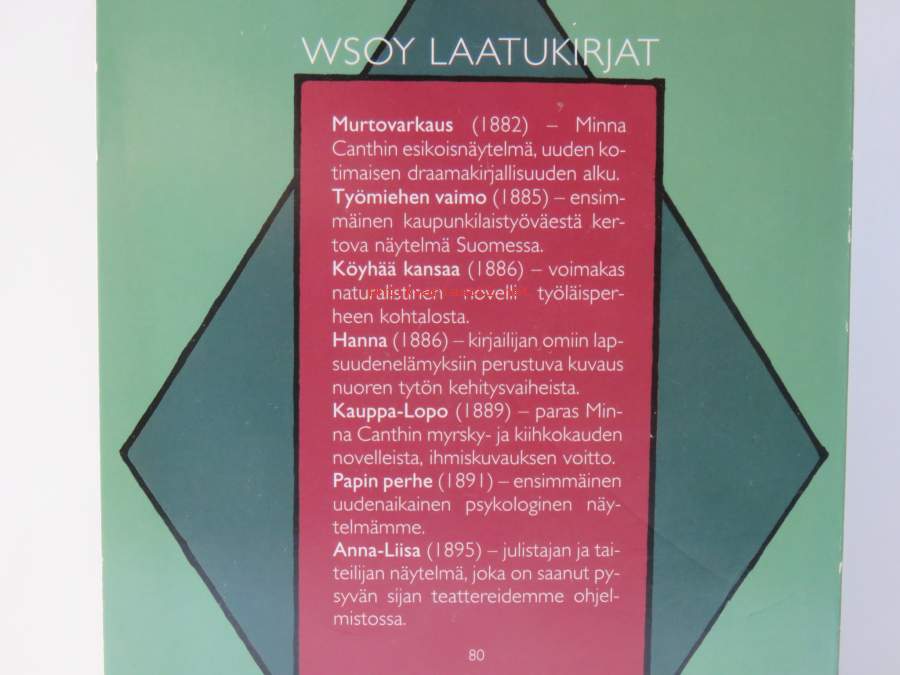 WSOY LAATUKIRJAT
Murtovarkaus (1882) – Minna
Canthin esikoisnäytelmä, uuden ko-
timaisen draamakirjallisuuden alku.
Työmiehen vaimo (1885) – ensim-
mäinen kaupunkilaistyöväestä ker-
tova näytelmä Suomessa.
Köyhää kansaa (1886) – voimakas
naturalistinen novelli työläisper-
heen kohtalosta.
Hanna (1886) – kirjailijan omiin lap-
suudenelämyksiin perustuva kuvaus
nuoren tytön kehitysvaiheista.
Kauppa-Lopo (1889) – paras Min-
na Canthin myrsky- ja kiihkokauden
novelleista, ihmiskuvauksen voitto.
Papin perhe (1891) – ensimmäinen
uudenaikainen psykologinen näy-
telmämme.
Anna-Liisa (1895) – julistajan ja tai-
teilijan näytelmä, joka on saanut py-
syvän sijan teattereidemme ohjel-
mistossa.
80